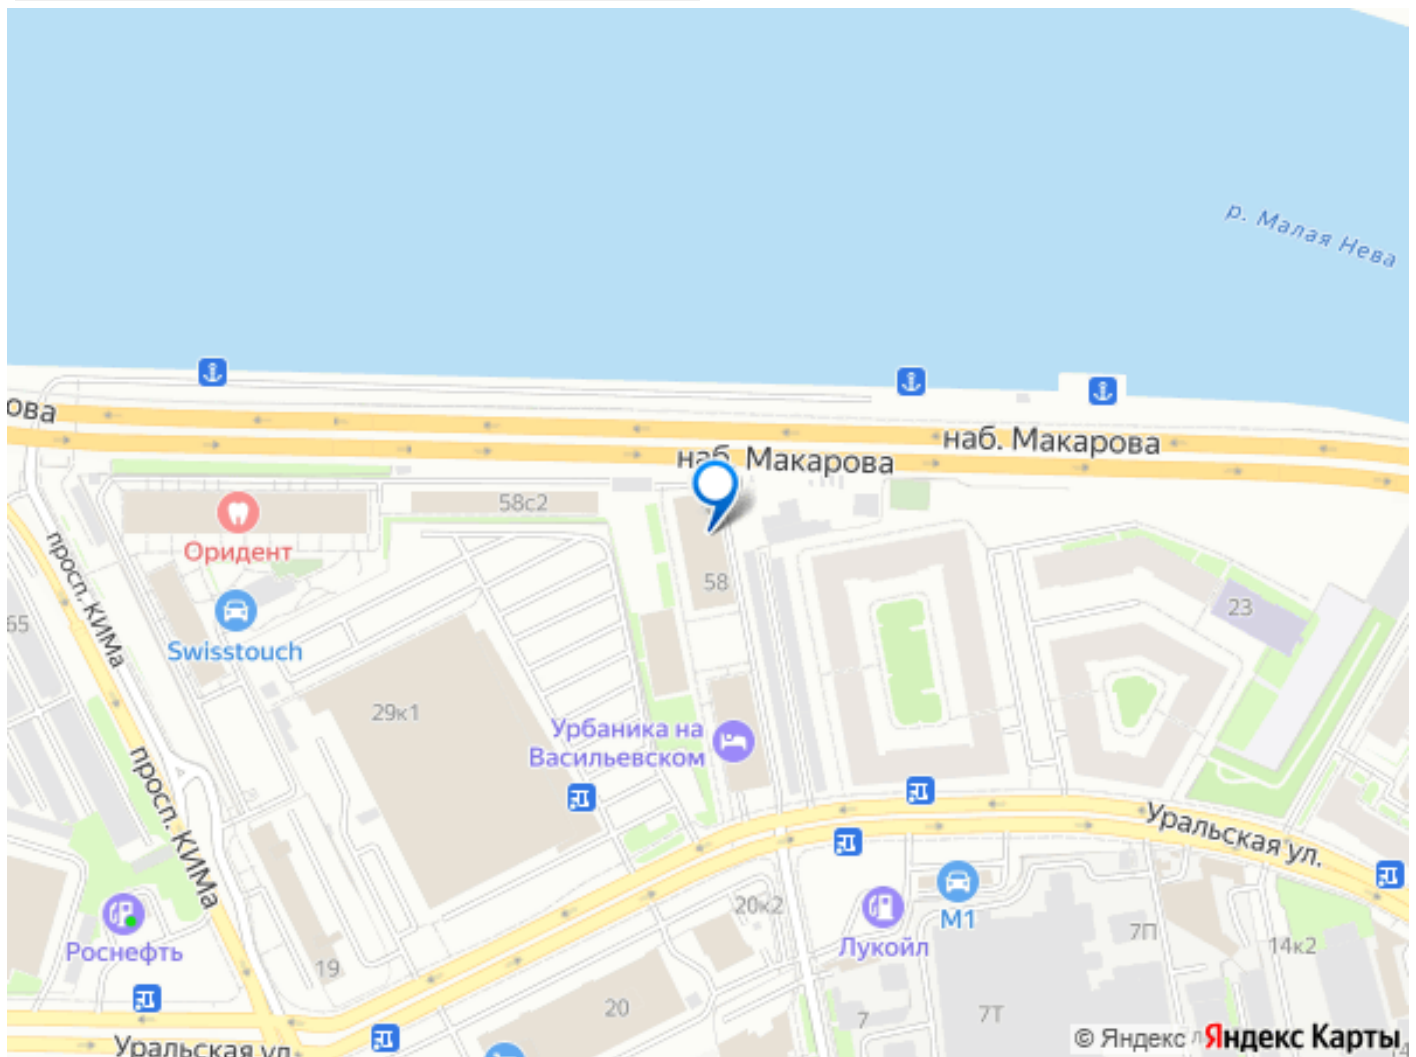 р. Малая Нева
ова
наб. Макарова
наб. Макарова
58с2
Оридент
просп. КИМа
58
23
65
Swisstouch
29к1
Урбаника на
Васильевском
просп. КИМа
Уральская ул.
20к2
Роснефть
Лукойл
М1
7П
14к2
19
20
7
7Т
Уральская ул.
© Яндекс
Яндекс Карты